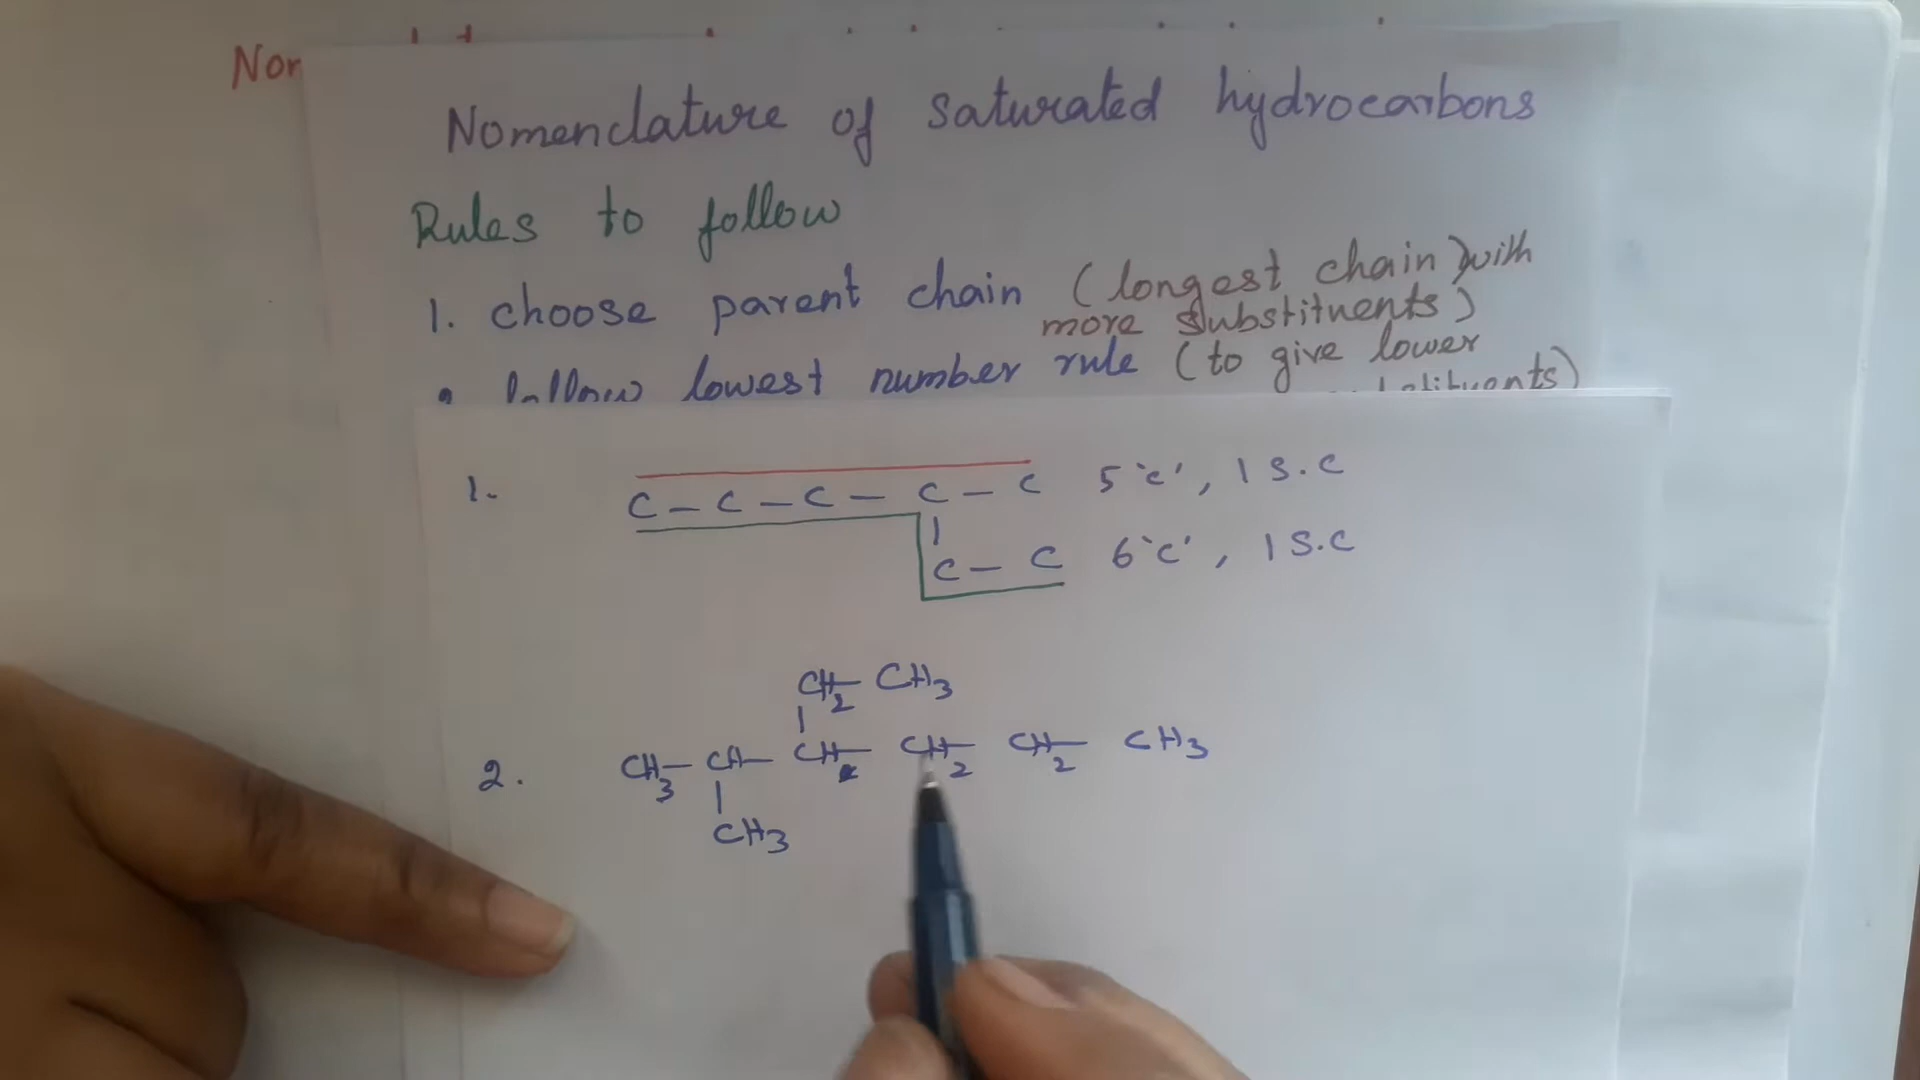 Nor
Nomenclature of saturated hydrocarbons
Rules to follow
1. choose parent chain (longest chain) with
more substituents)
lowest number rule (to give lower
1. C - C - C - C - C 5 'c', 1 S.C
C - C 6 'c', 1 S.C
CH2 - CH3
2. CH3 - CH - CH - CH2 - CH2 - CH3
CH3